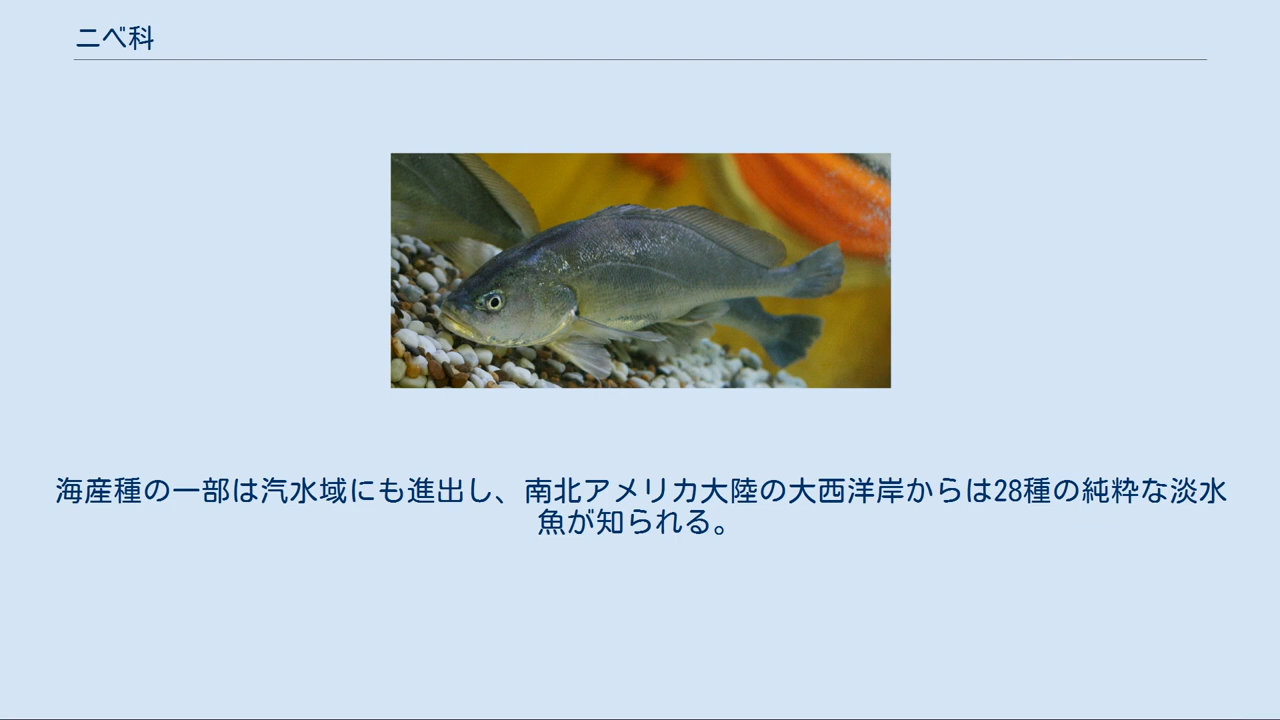 ニベ科
海産種の一部は汽水域にも進出し、南北アメリカ大陸の大西洋岸からは28種の純粋な淡水
魚が知られる。